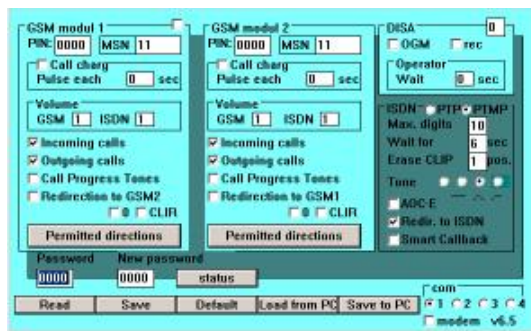 GSM modul 1
PIN: 0000 MSN 11
Call charg
Pulse each 0 sec
Volume
GSM 1 ISDN 1
Incoming calls
Outgoing calls
Call Progress Tones
Redirection to GSM2
0 CLIR
Permitted directions
GSM modul 2
PIN: 0000 MSN 11
Call charg
Pulse each 0 sec
Volume
GSM 1 ISDN 1
Incoming calls
Outgoing calls
Call Progress Tones
Redirection to GSM1
0 CLIR
Permitted directions
DISA 0
OGM rec
Operator
Wait 0 sec
ISDN PTP PTMP
Max. digits 10
Wait for 6 sec
Erase CLIP 1 pos.
Tone
AOC-E
Redir. to ISDN
Smart Callback
Password New password
0000 0000 status
Read Save Default Load from PC Save to PC
com
1 2 3 4
modem v6.5